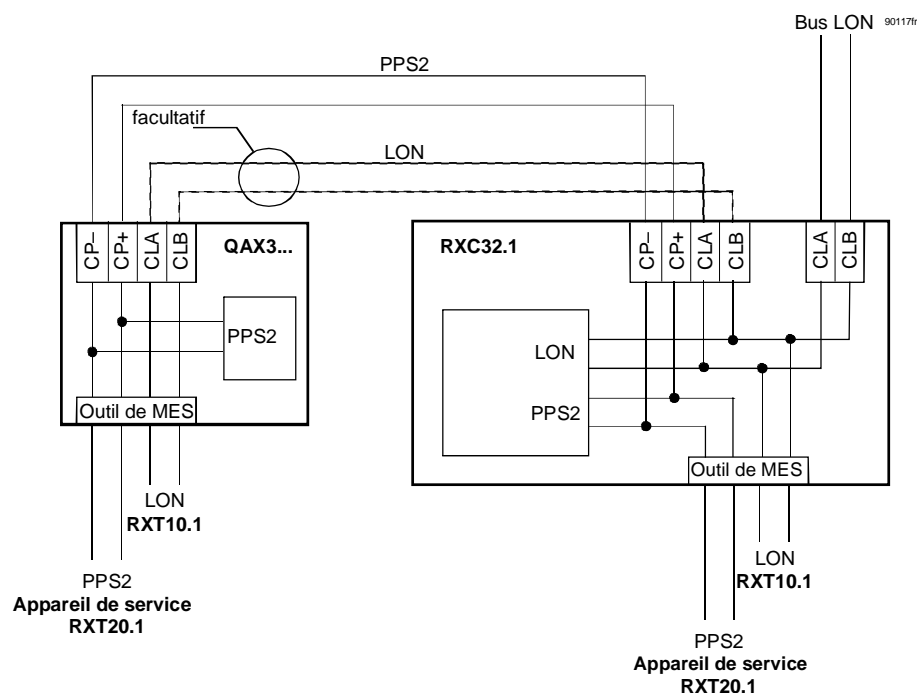 Bus LON 90117fr
PPS2
facultatif
LON
CP–
CP+
CLA
CLB
QAX3...
PPS2
Outil de MES
LON
RXT10.1
PPS2
Appareil de service
RXT20.1
RXC32.1
CP–
CP+
CLA
CLB
CLA
CLB
LON
PPS2
Outil de MES
LON
RXT10.1
PPS2
Appareil de service
RXT20.1